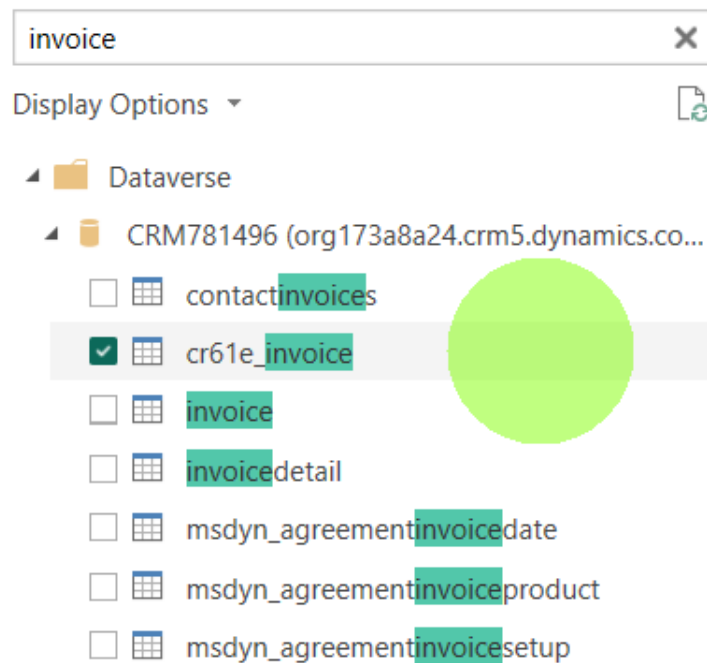 invoice
Display Options
Dataverse
CRM781496 (org173a8a24.crm5.dynamics.co...
contactinvoices
cr61e_invoice
invoice
invoicedetail
msdyn_agreementinvoicedate
msdyn_agreementinvoiceproduct
msdyn_agreementinvoicesetup